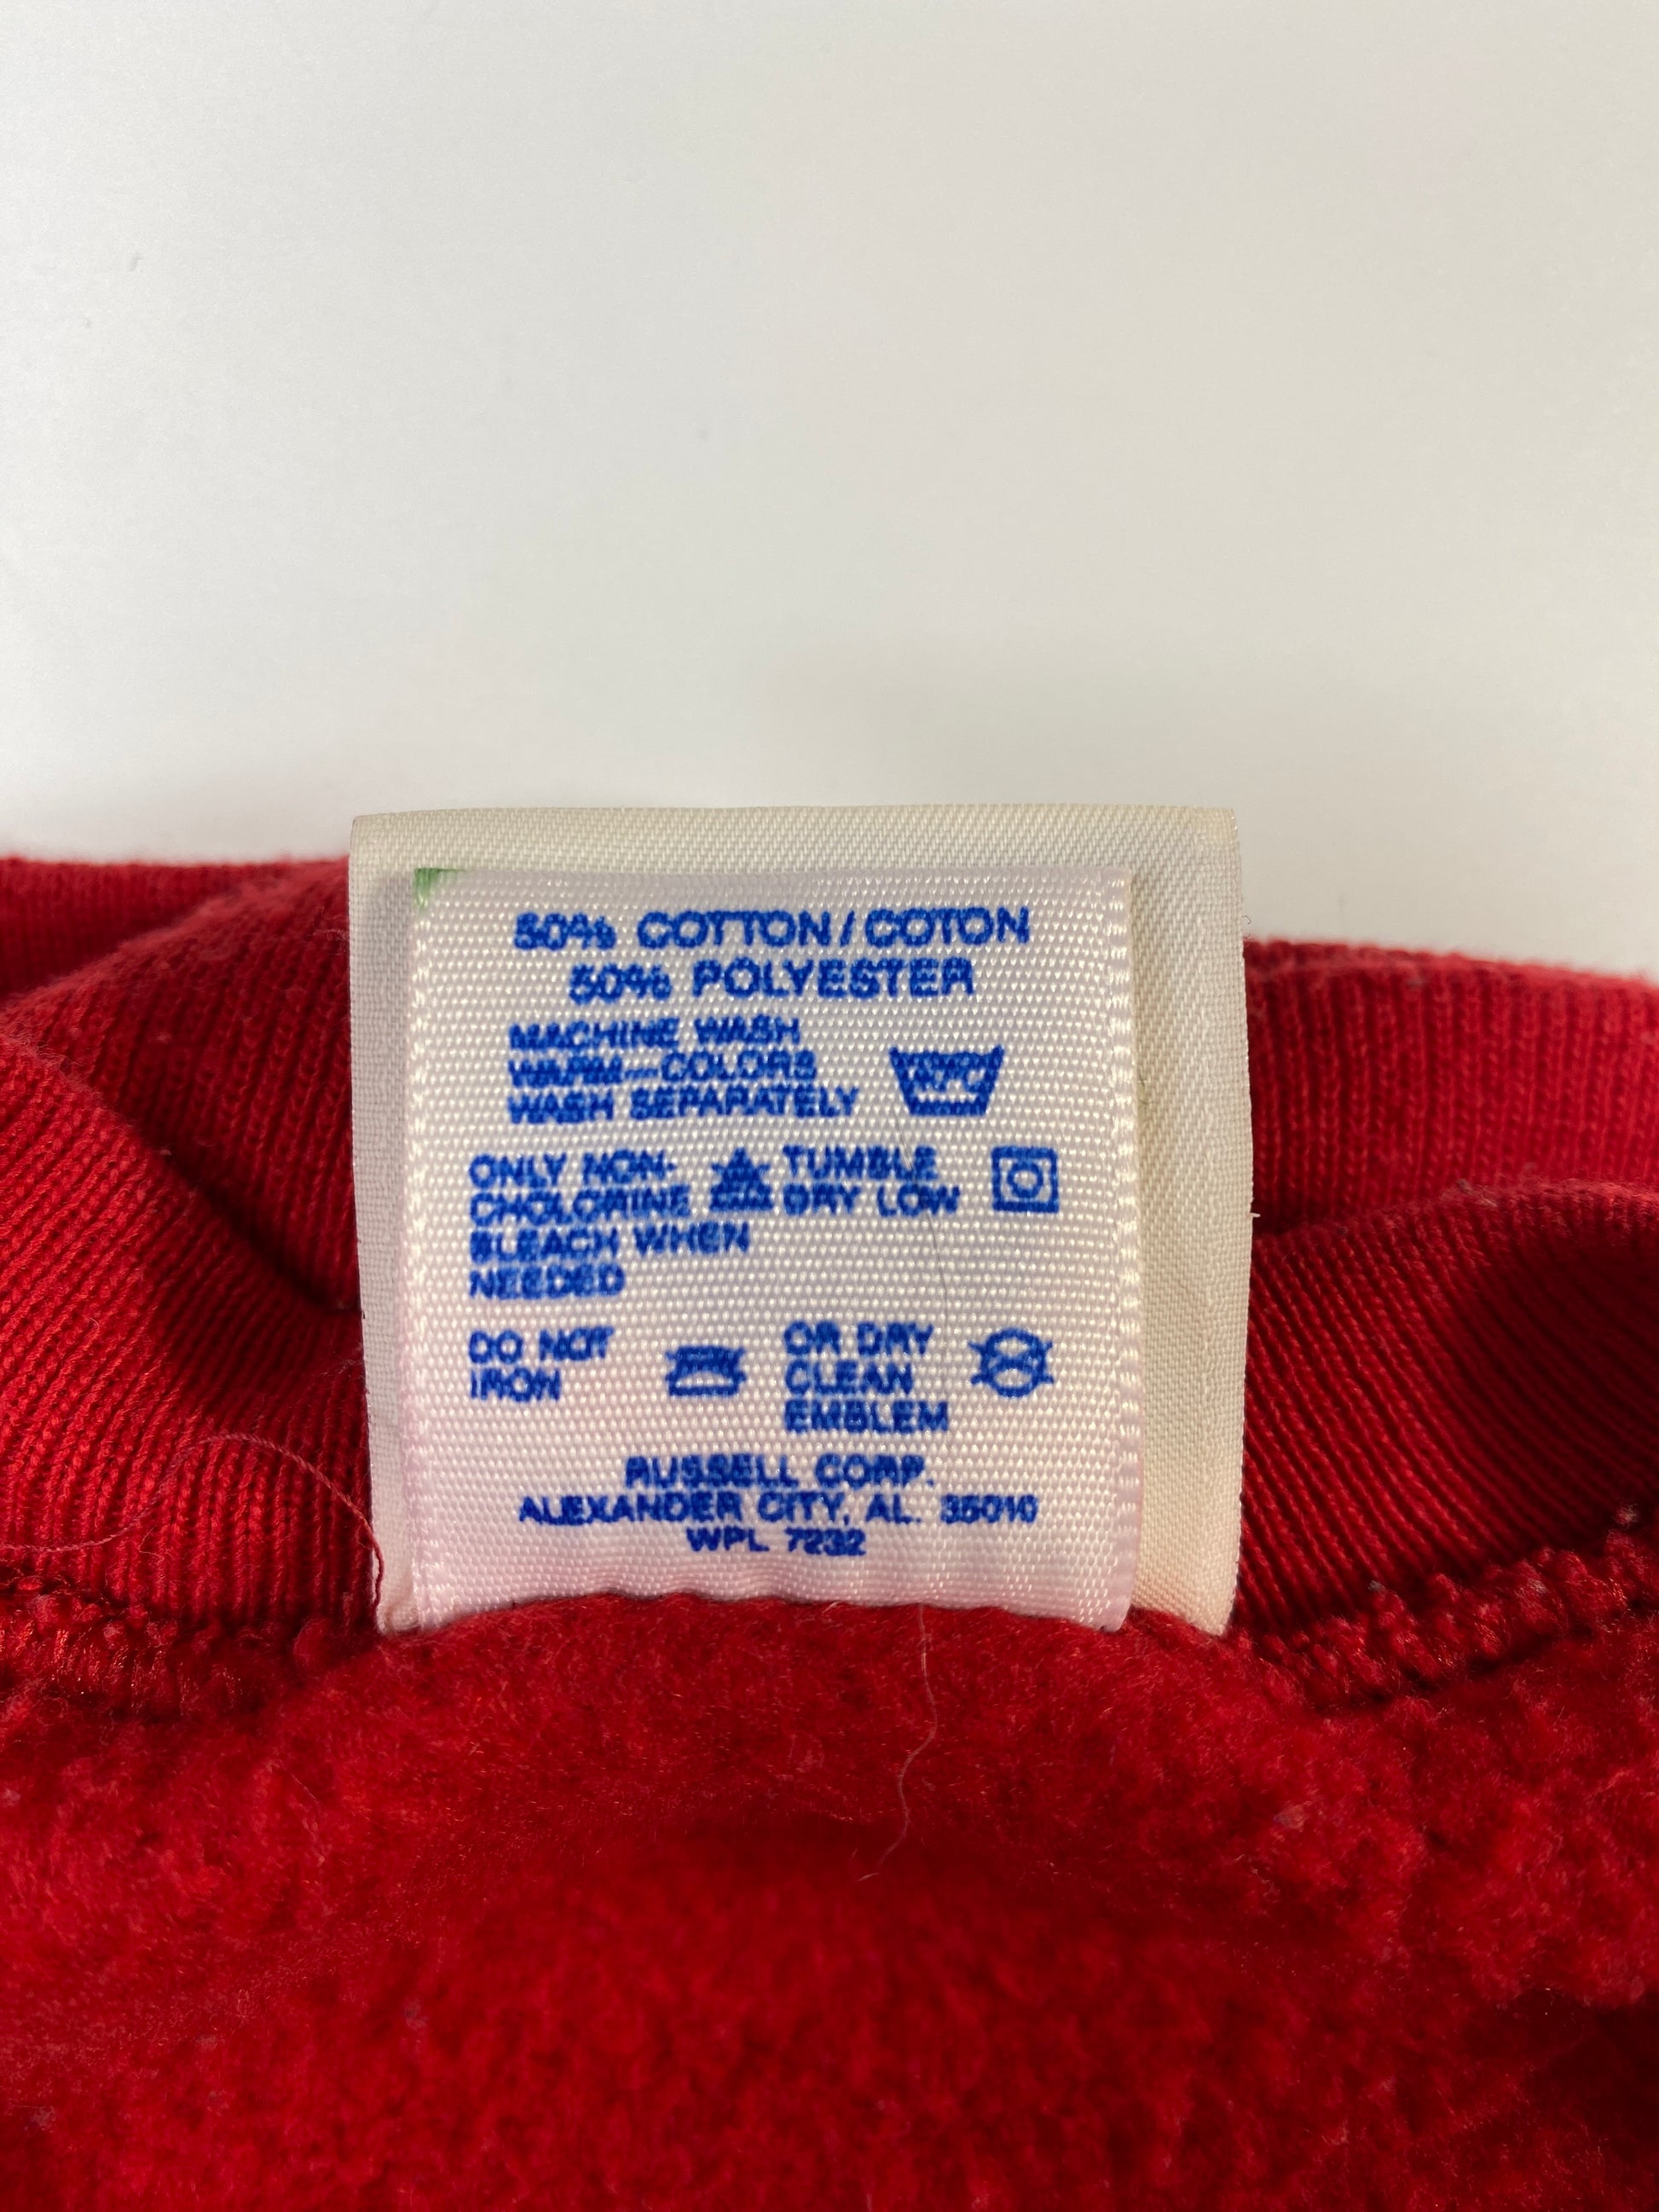 50% COTTON/COTON
50% POLYESTER
MACHINE WASH
WARM—COLORS
WASH SEPARATELY
ONLY NON-
CHOLORINE
BLEACH WHEN
NEEDED
TUMBLE
DRY LOW
DO NOT
IRON
OR DRY
CLEAN
EMBLEM
RUSSELL CORP.
ALEXANDER CITY, AL. 35010
WPL 7232